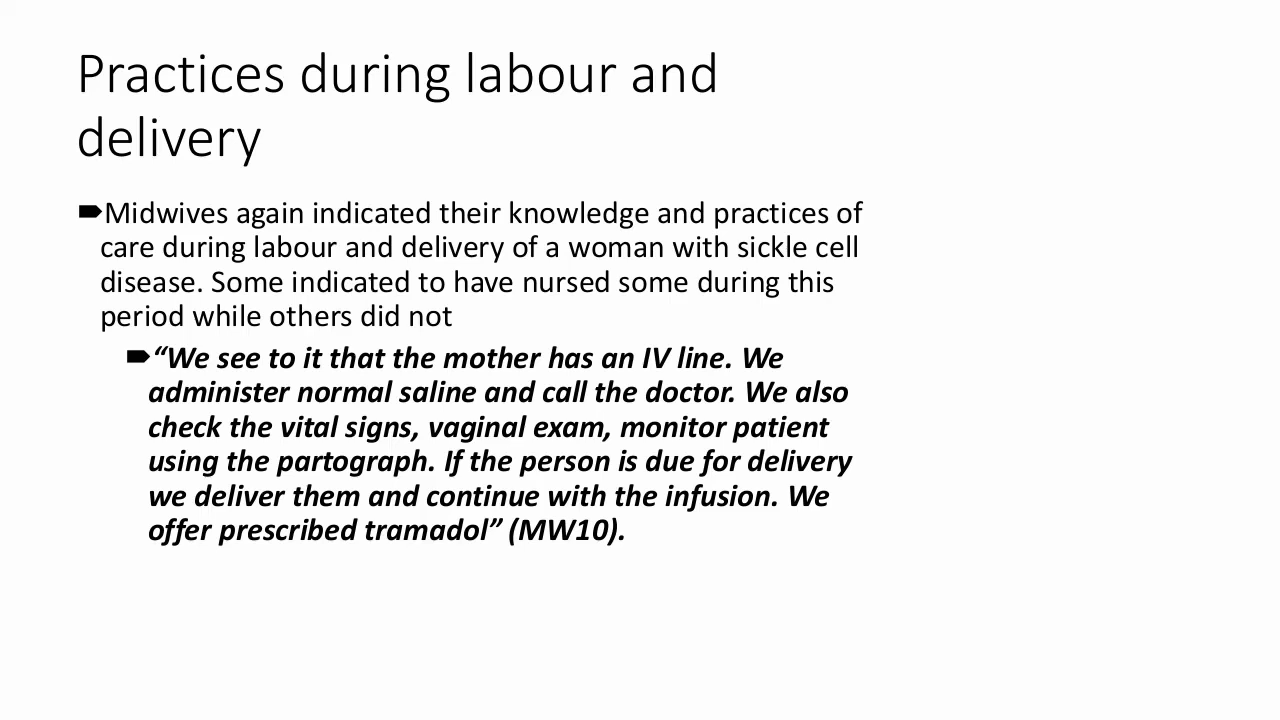 Practices during labour and
delivery
Midwives again indicated their knowledge and practices of
care during labour and delivery of a woman with sickle cell
disease. Some indicated to have nursed some during this
period while others did not
“We see to it that the mother has an IV line. We
administer normal saline and call the doctor. We also
check the vital signs, vaginal exam, monitor patient
using the partograph. If the person is due for delivery
we deliver them and continue with the infusion. We
offer prescribed tramadol” (MW10).